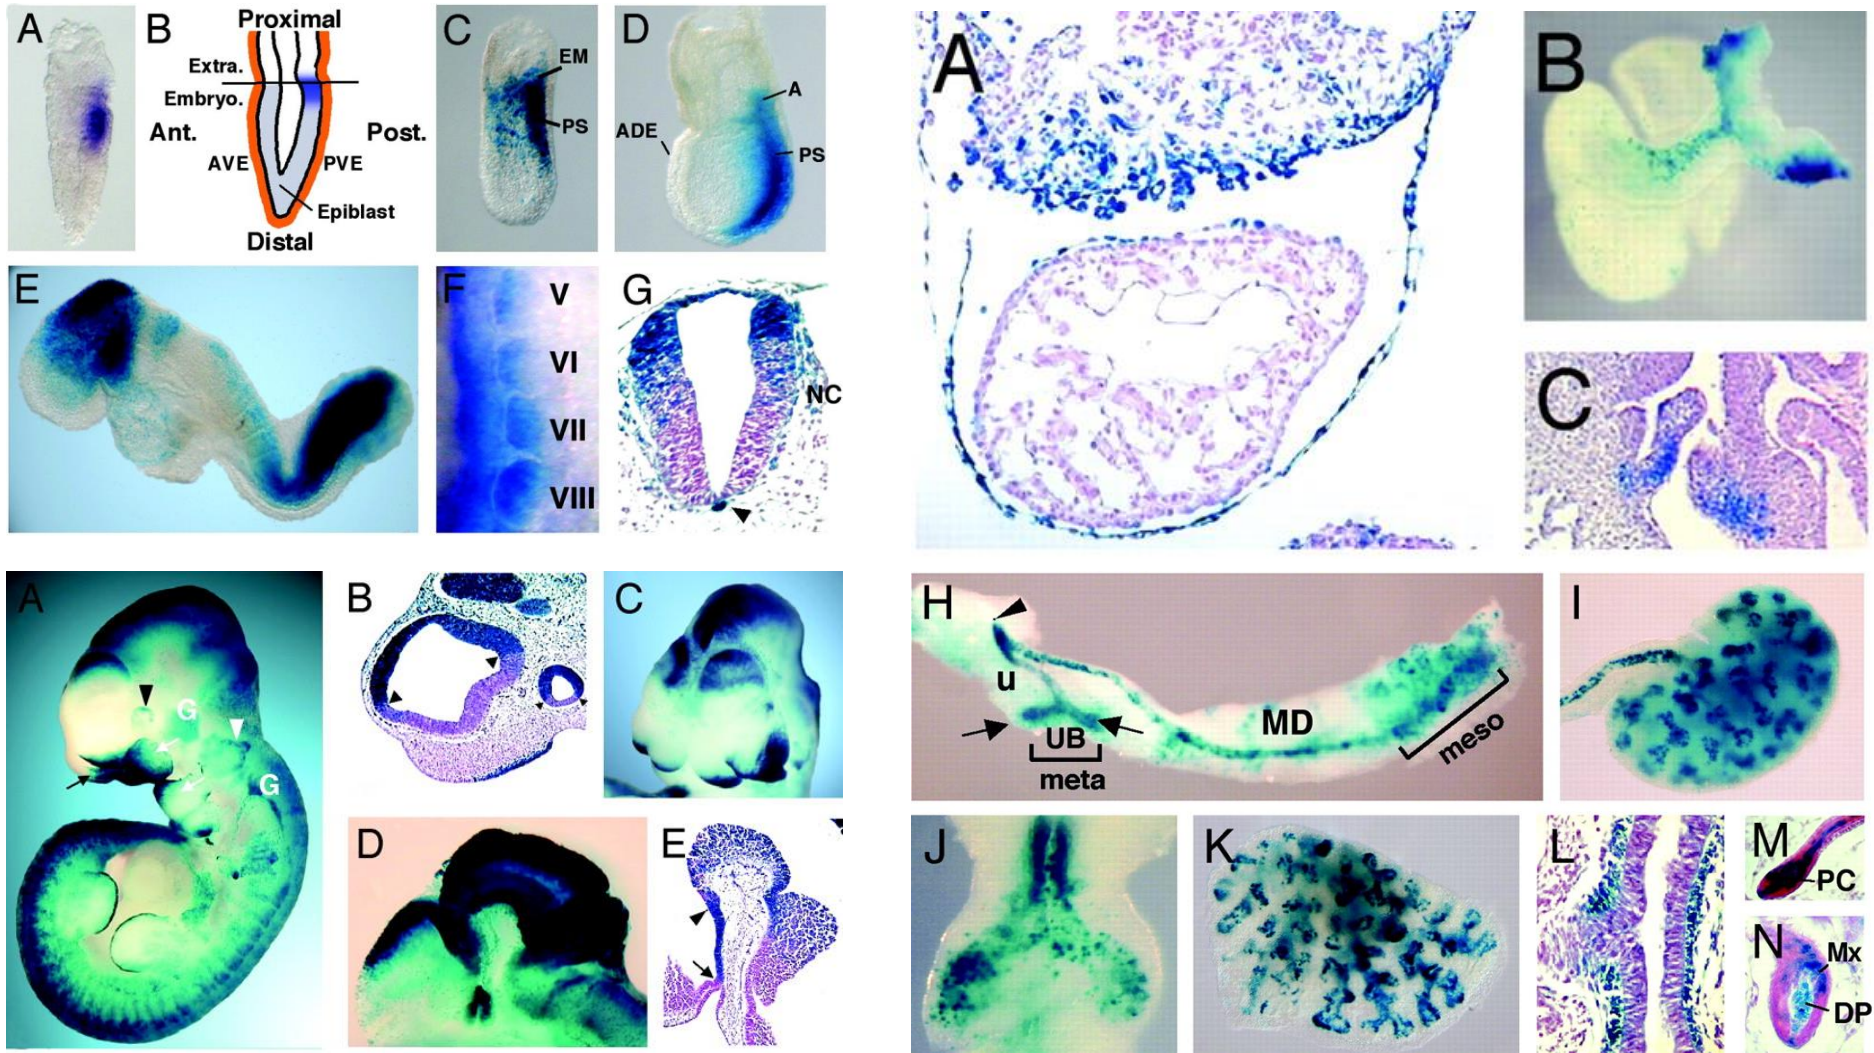 A
B
Proximal
Extra.
Embryo.
Ant.
Post.
AVE
PVE
Epiblast
Distal
C
EM
PS
D
A
ADE
PS
E
F
V
VI
VII
VIII
G
NC
A
B
C
A
G
G
B
C
D
E
H
u
UB
meta
MD
meso
I
J
K
L
M
PC
N
Mx
DP